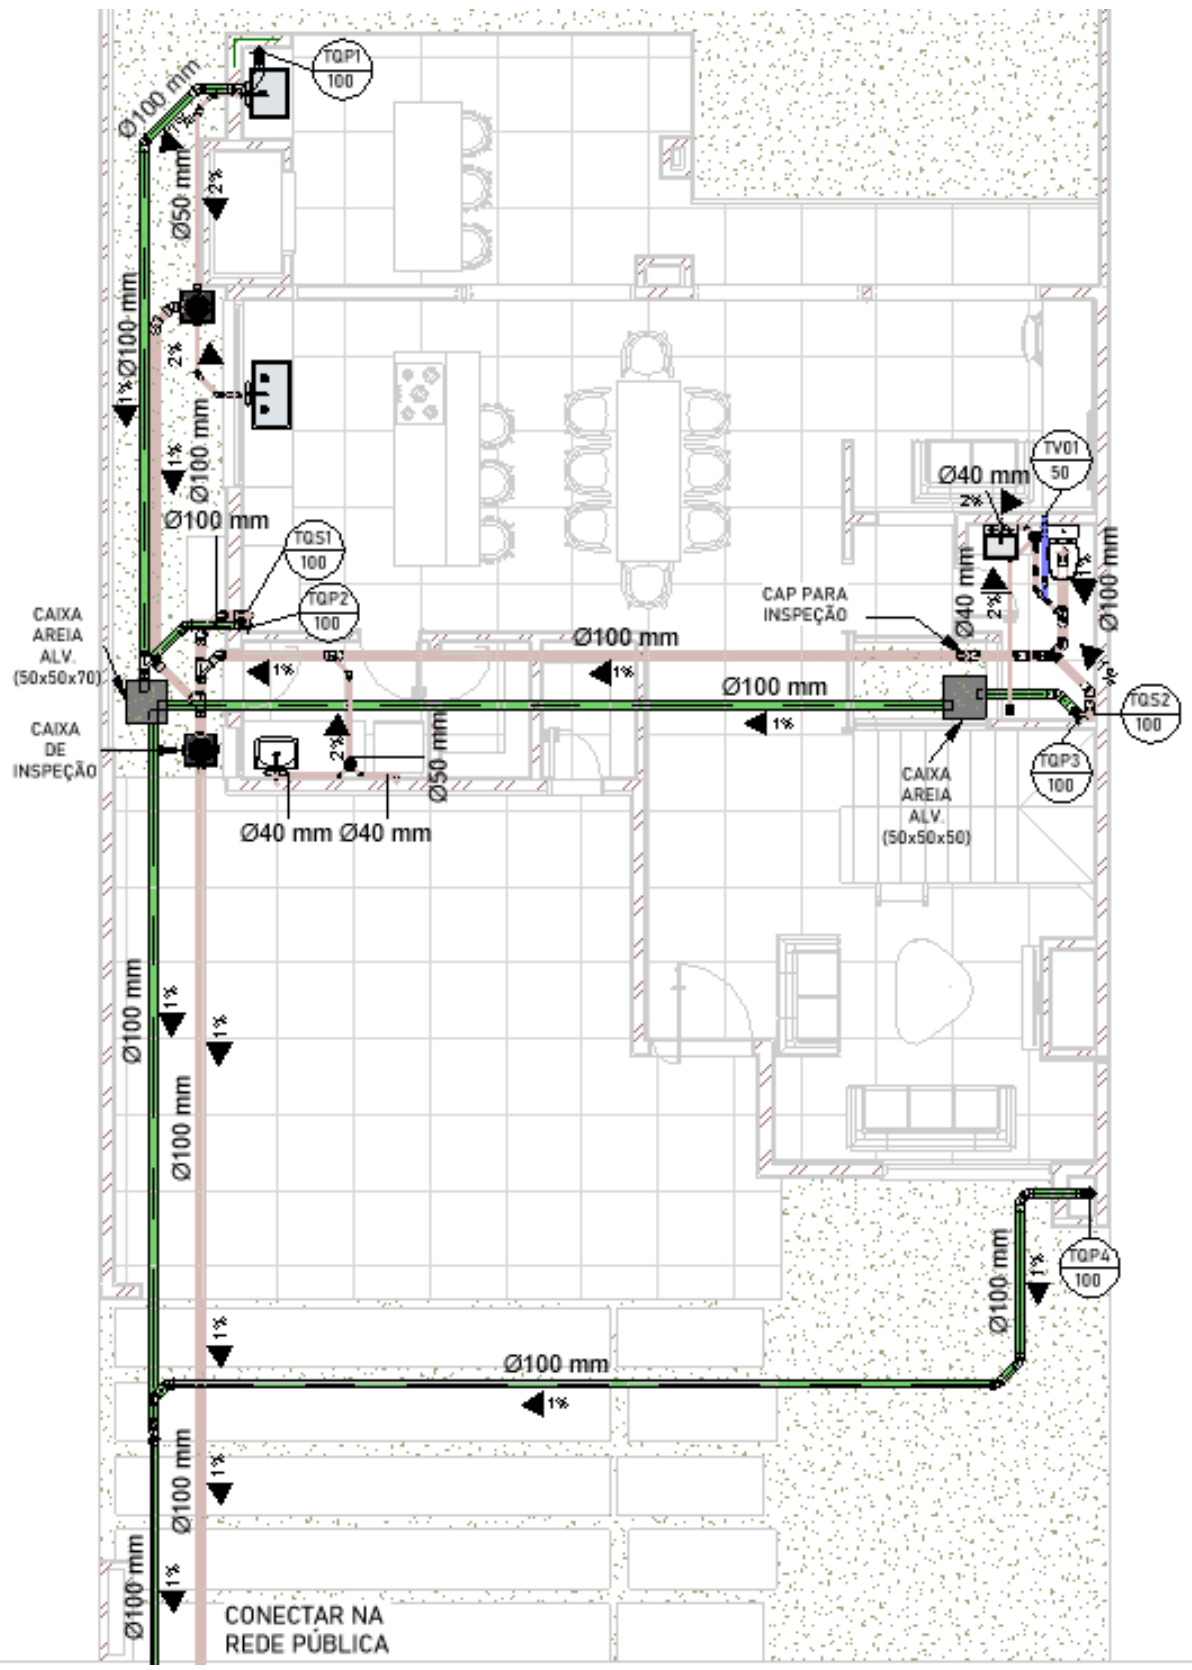 TQP1
100
Ø100 mm
1%
Ø50 mm
2%
Ø100 mm
1%
2%
Ø100 mm
1%
Ø100 mm
TQS1
100
TQP2
100
TV01
50
Ø40 mm
2%
Ø40 mm
2%
1%
Ø100 mm
1%
CAP PARA
INSPEÇÃO
CAIXA
AREIA
ALV.
(50x50x70)
Ø100 mm
1%
1%
Ø100 mm
1%
TQS2
100
TQP3
100
CAIXA
DE
INSPEÇÃO
2%
Ø50 mm
CAIXA
AREIA
ALV.
(50x50x50)
Ø40 mm
Ø40 mm
Ø100 mm
1%
1%
Ø100 mm
TQP4
100
Ø100 mm
1%
1%
Ø100 mm
1%
Ø100 mm
1%
Ø100 mm
1%
CONECTAR NA
REDE PÚBLICA